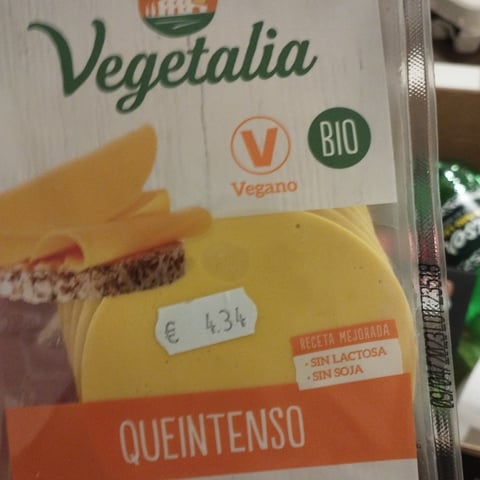 Vegetalia
V
BIO
Vegano
€ 4.34
RECETA MEJORADA
· SIN LACTOSA
· SIN SOJA
QUEINTENSO